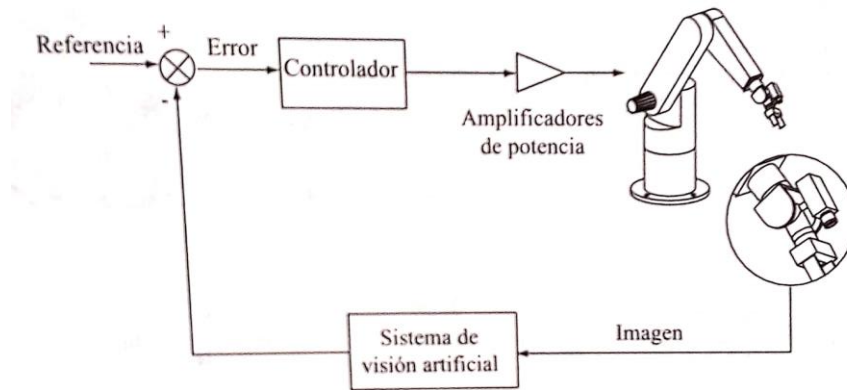 Referencia
+
-
Error
Controlador
Amplificadores
de potencia
Imagen
Sistema de
visión artificial